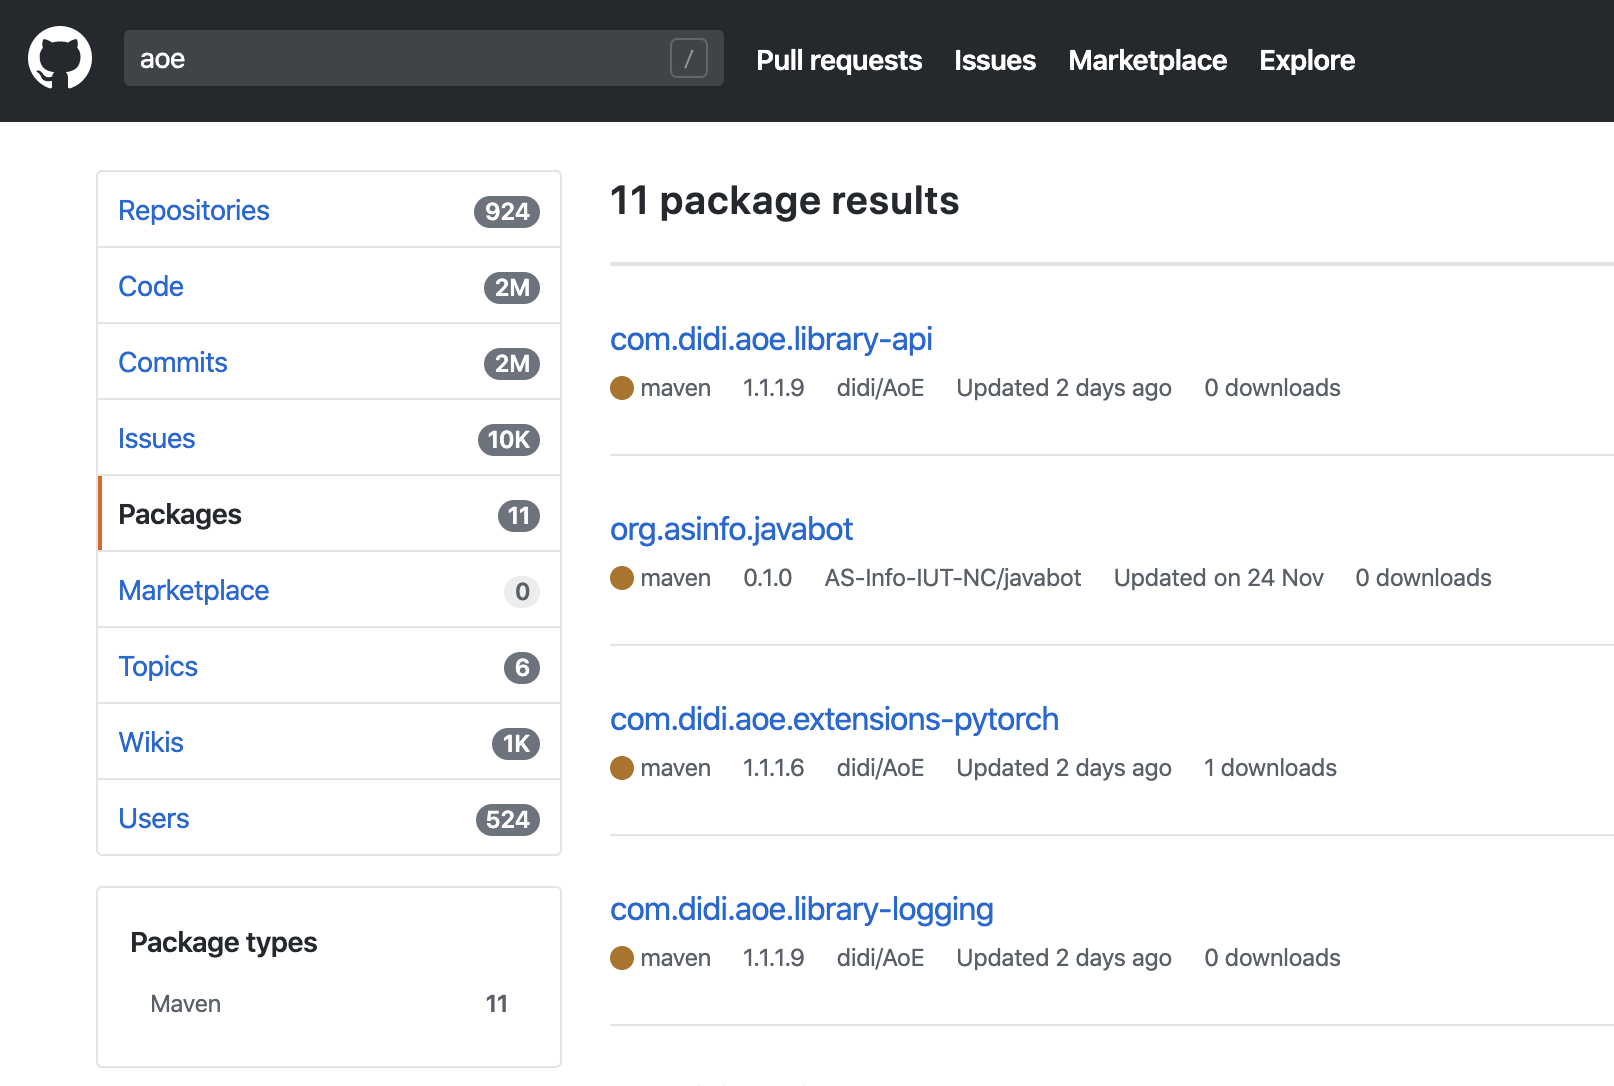 aoe / Pull requests Issues Marketplace Explore
Repositories 924
Code 2M
Commits 2M
Issues 10K
Packages 11
Marketplace 0
Topics 6
Wikis 1K
Users 524
Package types
Maven 11
11 package results
com.didi.aoe.library-api
maven 1.1.1.9 didi/AoE Updated 2 days ago 0 downloads
org.asinfo.javabot
maven 0.1.0 AS-Info-IUT-NC/javabot Updated on 24 Nov 0 downloads
com.didi.aoe.extensions-pytorch
maven 1.1.1.6 didi/AoE Updated 2 days ago 1 downloads
com.didi.aoe.library-logging
maven 1.1.1.9 didi/AoE Updated 2 days ago 0 downloads